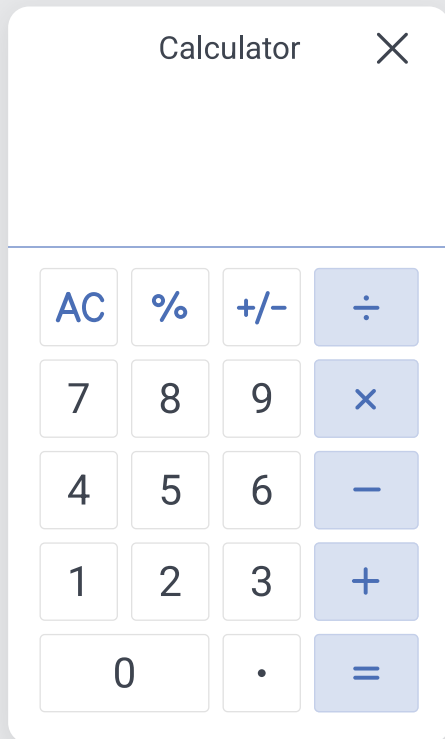 Calculator ×
AC % +/− ÷
7 8 9 ×
4 5 6 −
1 2 3 +
0 . =